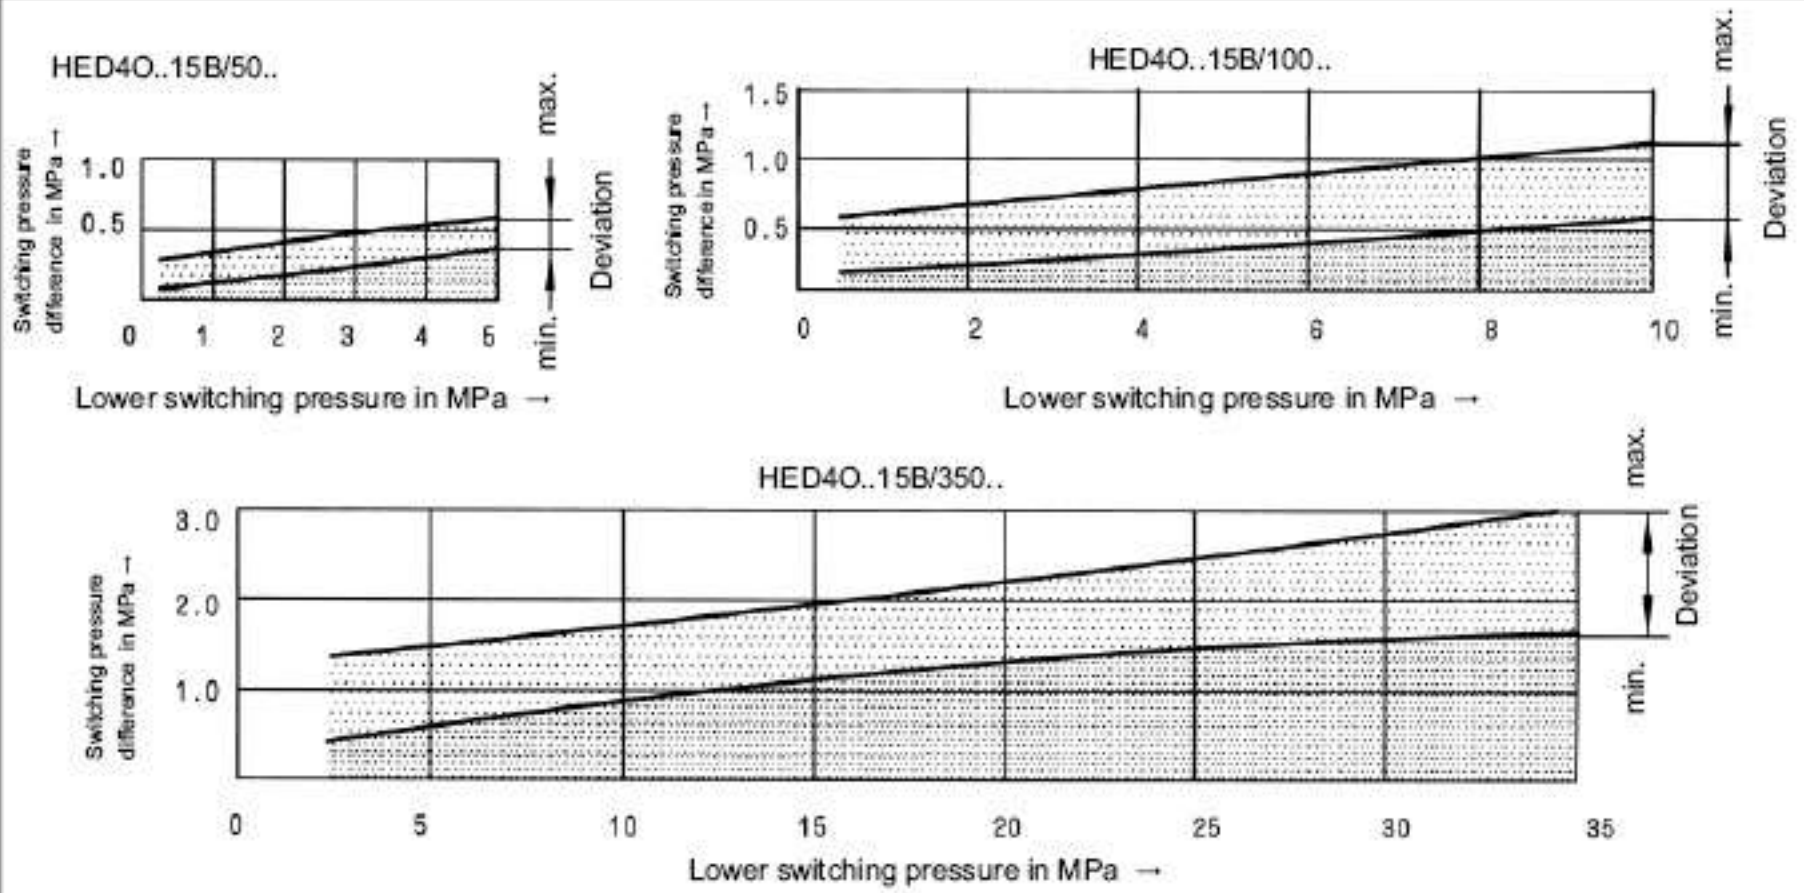 HED4O..15B/50..
max.
Switching pressure
difference in MPa →
1.0
0.5
0 1 2 3 4 5
min.
Deviation
Lower switching pressure in MPa →
HED4O..15B/100..
max.
Switching pressure
difference in MPa →
1.5
1.0
0.5
0 2 4 6 8 10
min.
Deviation
Lower switching pressure in MPa →
HED4O..15B/350..
max.
Switching pressure
difference in MPa →
3.0
2.0
1.0
0 5 10 15 20 25 30 35
min.
Deviation
Lower switching pressure in MPa →